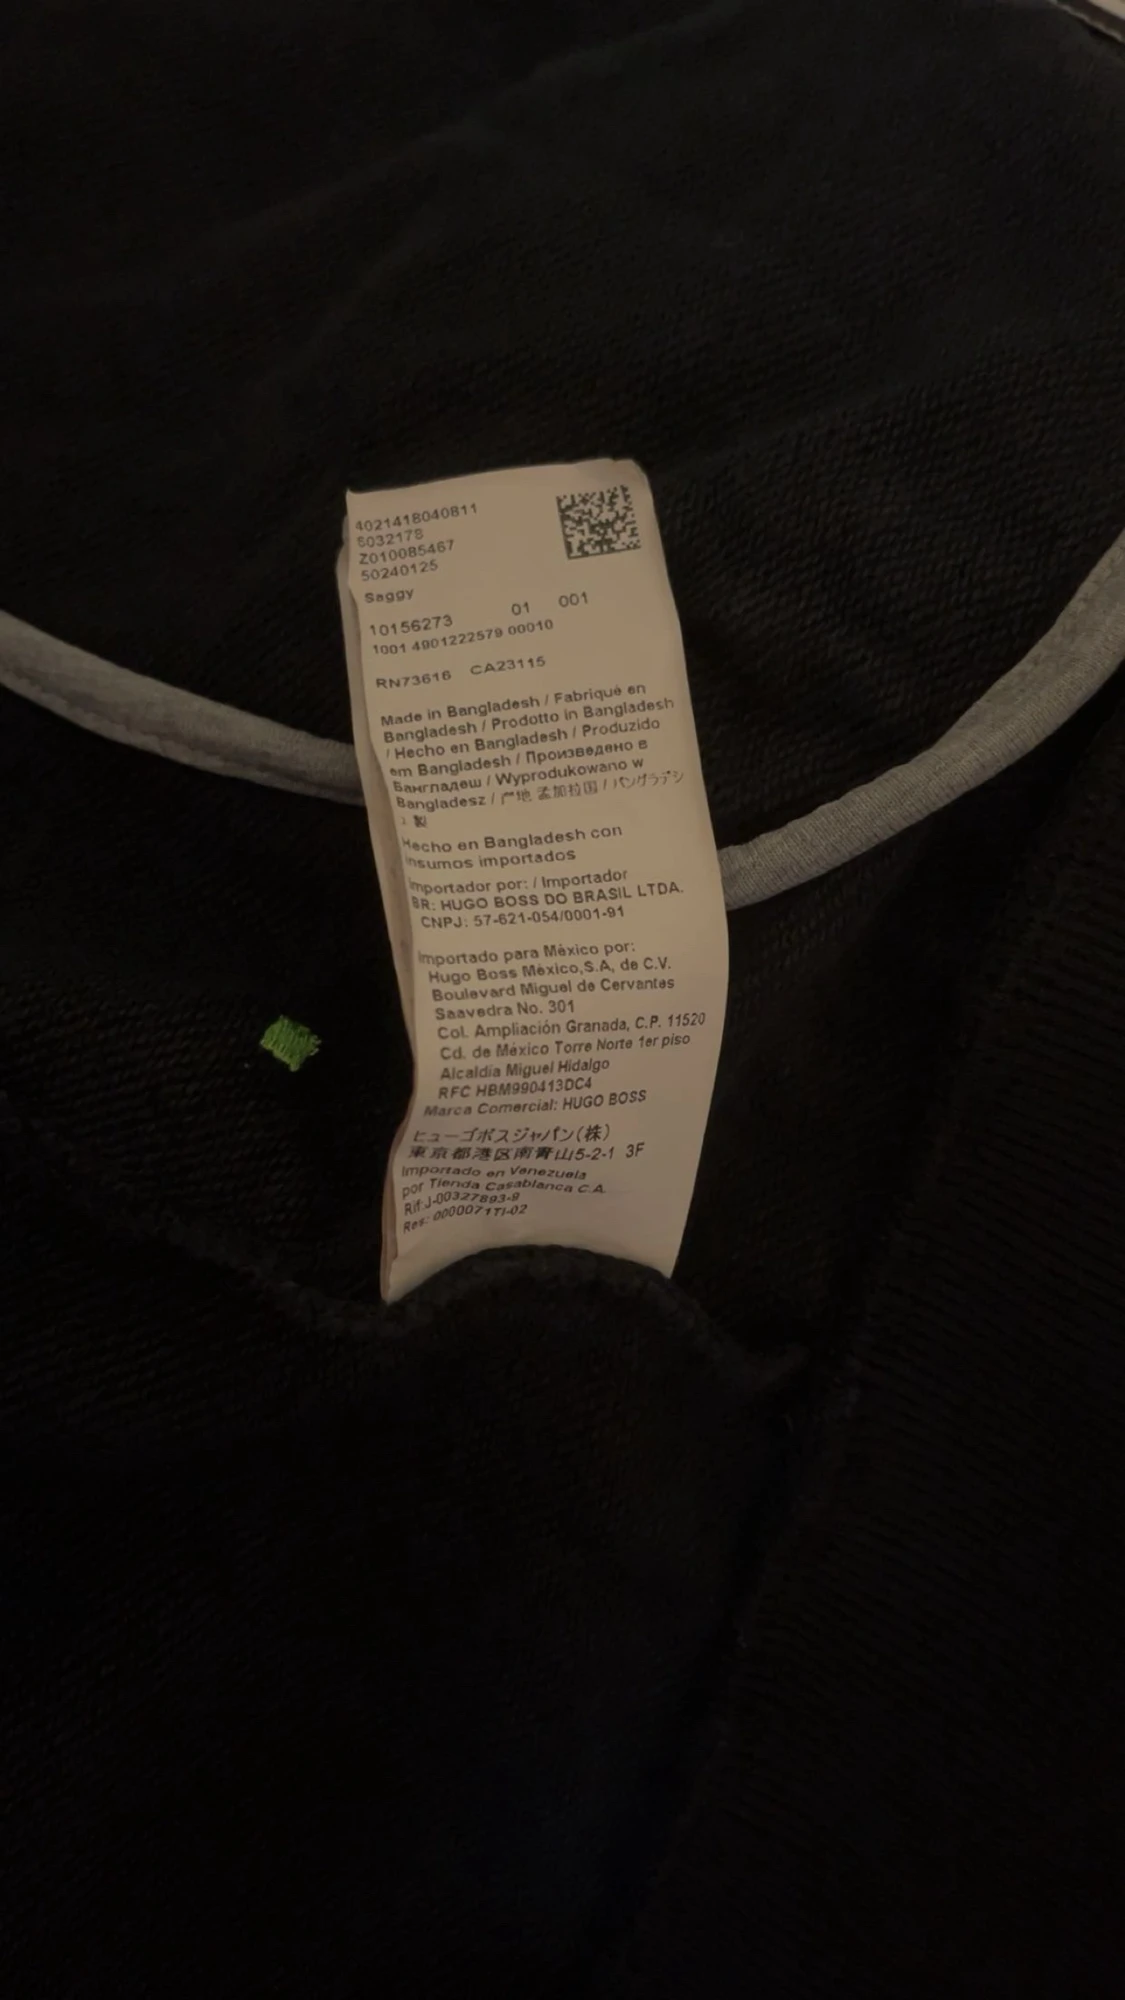 4021418040811
6032178
Z010085467
50240125
Saggy
10156273 01 001
1001 4901222579 00010
RN73616 CA23115
Made in Bangladesh / Fabriqué en
Bangladesh / Prodotto in Bangladesh
/ Hecho en Bangladesh / Produzido
em Bangladesh / Произведено в
Бангладеш / Wyprodukowano w
Bangladesz / 产地 孟加拉国 / バングラデシ
製
Hecho en Bangladesh con
insumos importados
Importador por: / Importador
BR: HUGO BOSS DO BRASIL LTDA.
CNPJ: 57-621-054/0001-91
Importado para México por:
Hugo Boss México,S.A, de C.V.
Boulevard Miguel de Cervantes
Saavedra No. 301
Col. Ampliación Granada, C.P. 11520
Cd. de México Torre Norte 1er piso
Alcaldía Miguel Hidalgo
RFC HBM990413DC4
Marca Comercial: HUGO BOSS
ヒューゴボスジャパン(株)
東京都港区南青山5-2-1 3F
Importado en Venezuela
por Tienda Casablanca C.A.
Rif:J-00327893-9
Res: 0000071TI-02